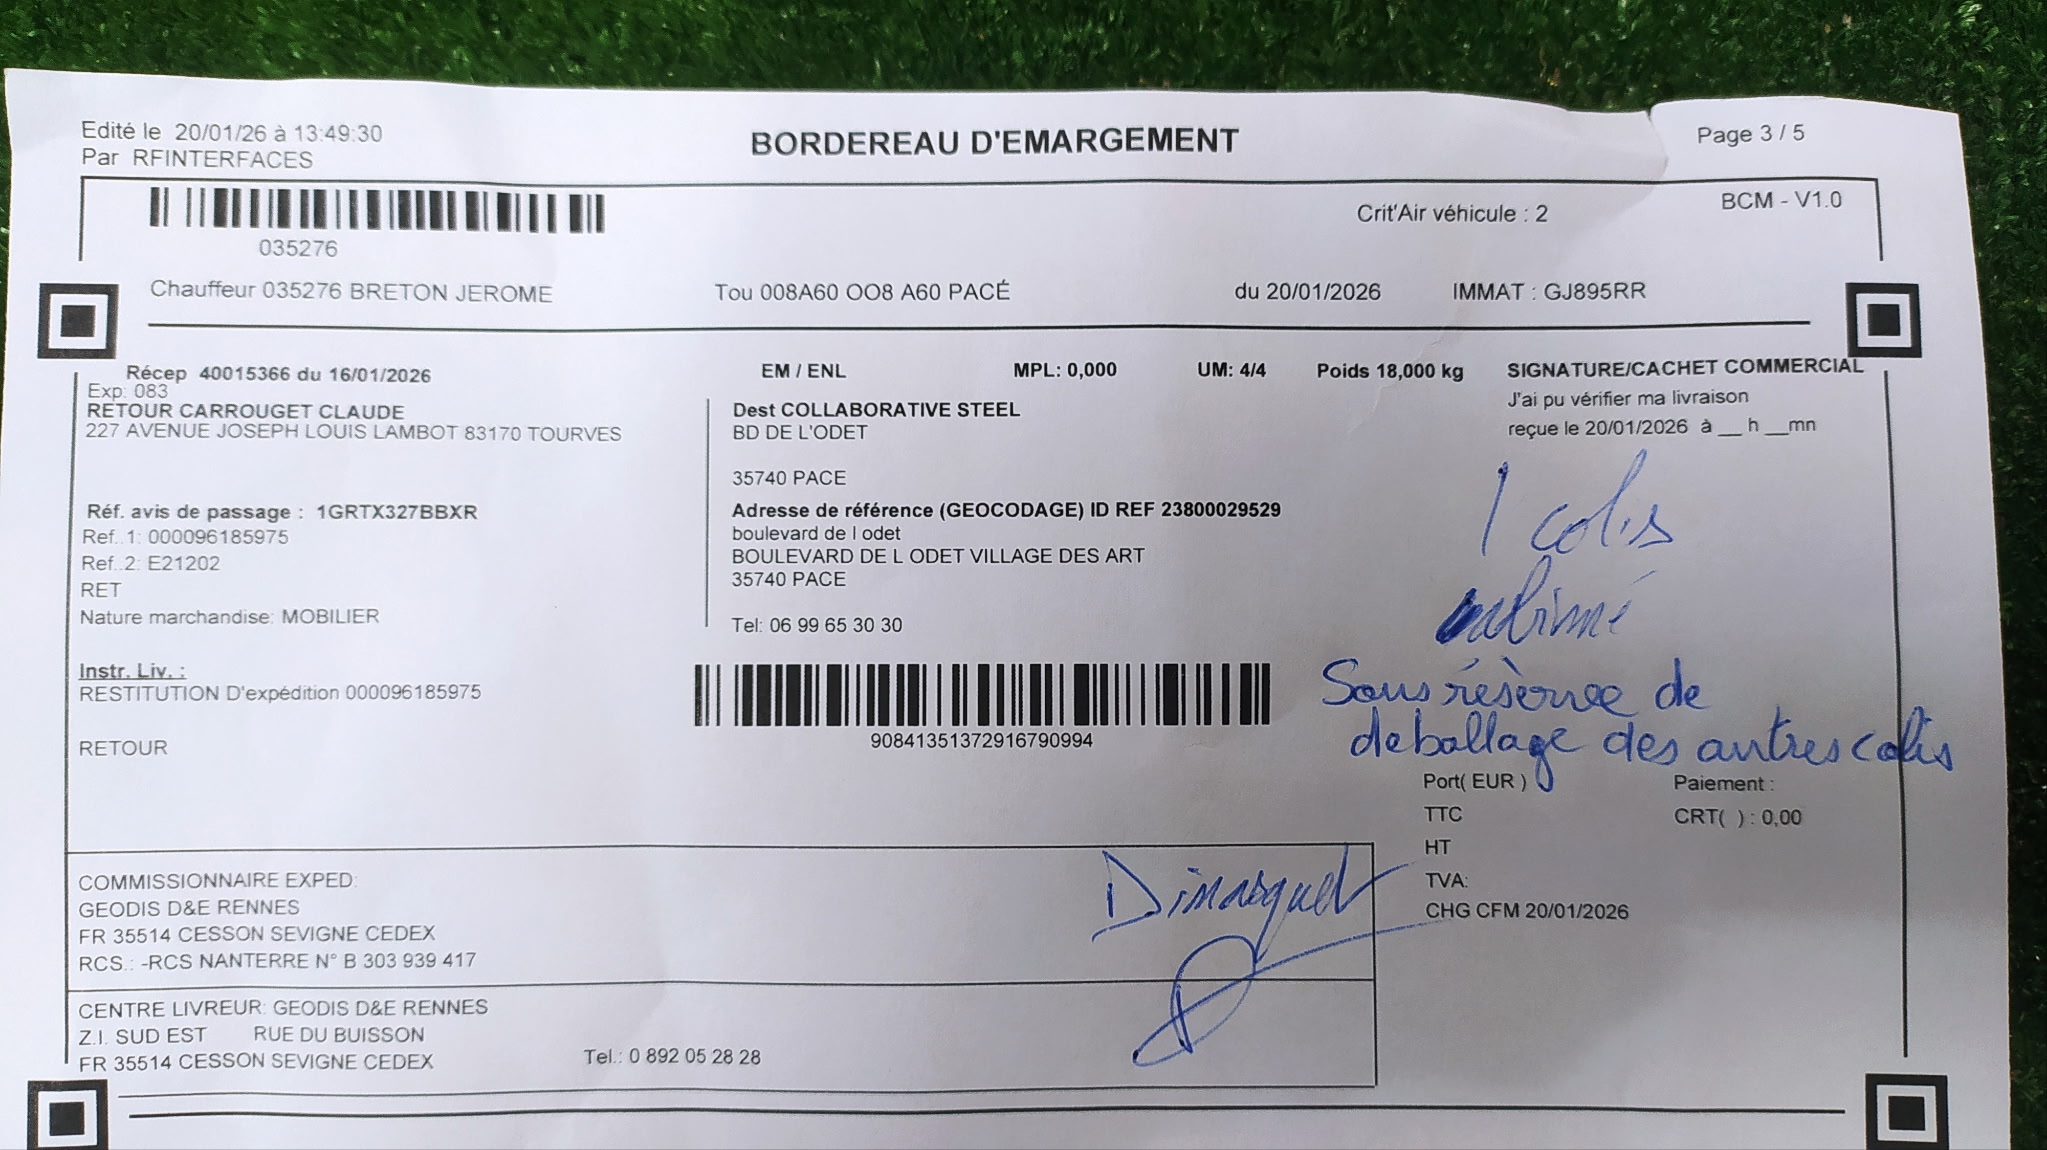 Edité le 20/01/26 à 13:49:30
Par RFINTERFACES
BORDEREAU D'EMARGEMENT
Page 3 / 5
035276
Crit'Air véhicule : 2
BCM - V1.0
Chauffeur 035276 BRETON JEROME
Tou 008A60 OO8 A60 PACÉ
du 20/01/2026
IMMAT : GJ895RR
Récep 40015366 du 16/01/2026
EM / ENL
MPL: 0,000
UM: 4/4
Poids 18,000 kg
Exp: 083
RETOUR CARROUGET CLAUDE
227 AVENUE JOSEPH LOUIS LAMBOT 83170 TOURVES
Réf. avis de passage : 1GRTX327BBXR
Ref..1: 000096185975
Ref..2: E21202
RET
Nature marchandise: MOBILIER
Instr. Liv. :
RESTITUTION D'expédition 000096185975
RETOUR
Dest COLLABORATIVE STEEL
BD DE L'ODET
35740 PACE
Adresse de référence (GEOCODAGE) ID REF 23800029529
boulevard de l odet
BOULEVARD DE L ODET VILLAGE DES ART
35740 PACE
Tel: 06 99 65 30 30
90841351372916790994
SIGNATURE/CACHET COMMERCIAL
J'ai pu vérifier ma livraison
reçue le 20/01/2026 à __ h __mn
1 colis
abimé
Sous réserve de
deballage des autres colis
Port( EUR )
Paiement :
TTC
CRT( ) : 0,00
HT
TVA:
CHG CFM 20/01/2026
COMMISSIONNAIRE EXPED:
GEODIS D&E RENNES
FR 35514 CESSON SEVIGNE CEDEX
RCS.: -RCS NANTERRE N° B 303 939 417
CENTRE LIVREUR: GEODIS D&E RENNES
Z.I. SUD EST RUE DU BUISSON
FR 35514 CESSON SEVIGNE CEDEX
Tel.: 0 892 05 28 28